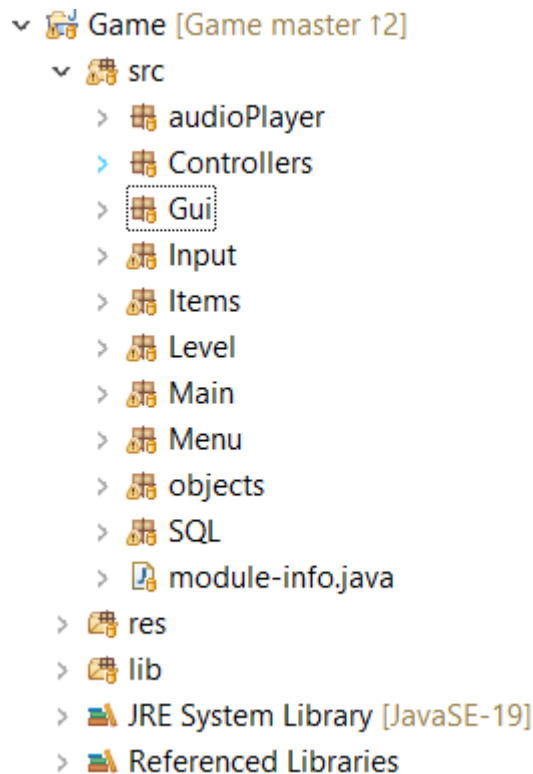 Game [Game master ↑2]
src
audioPlayer
Controllers
Gui
Input
Items
Level
Main
Menu
objects
SQL
module-info.java
res
lib
JRE System Library [JavaSE-19]
Referenced Libraries